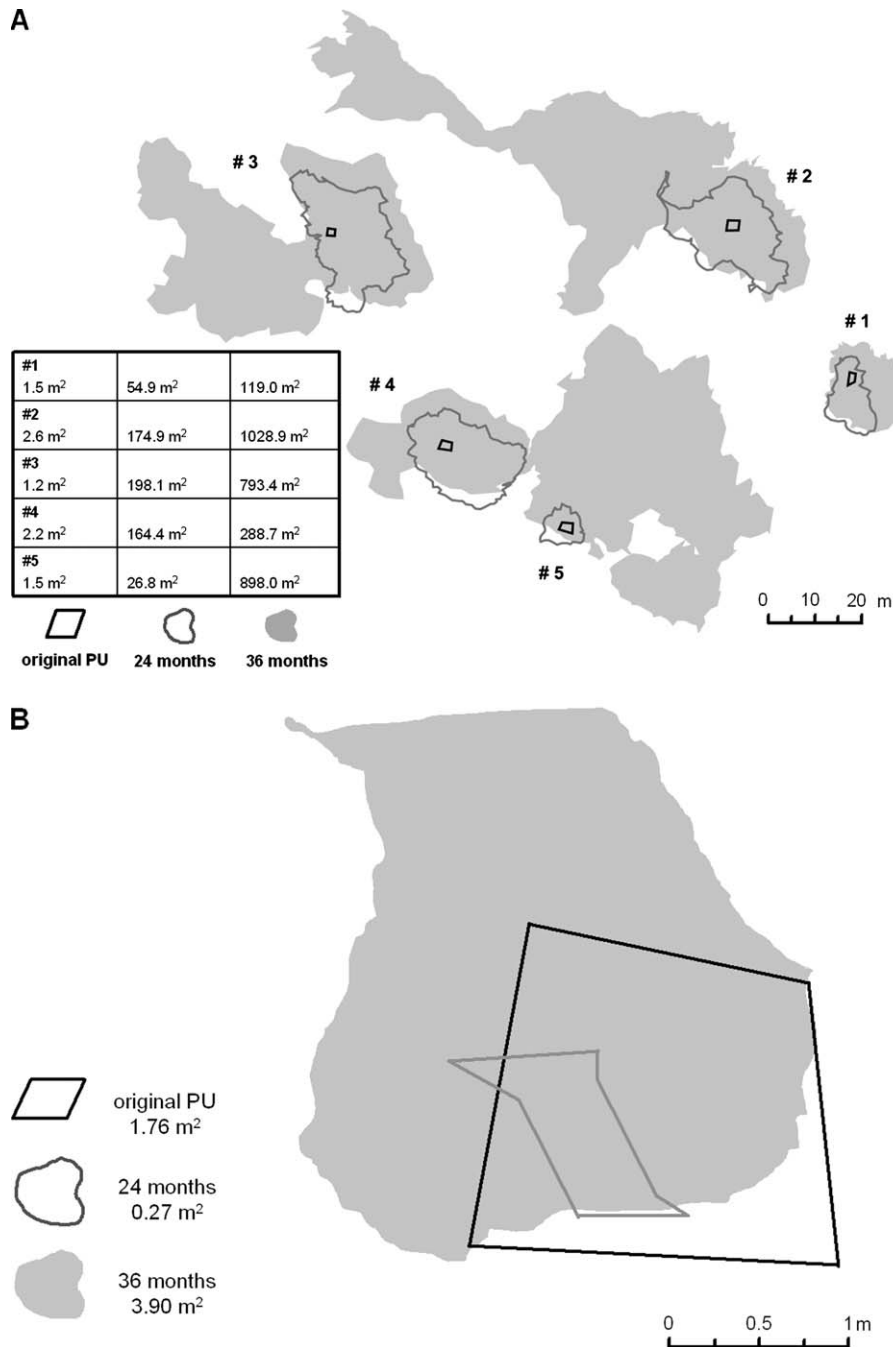 A
# 3
# 2
# 1
# 4
# 5
#1
1.5 m² 54.9 m² 119.0 m²
#2
2.6 m² 174.9 m² 1028.9 m²
#3
1.2 m² 198.1 m² 793.4 m²
#4
2.2 m² 164.4 m² 288.7 m²
#5
1.5 m² 26.8 m² 898.0 m²
0 10 20 m
original PU 24 months 36 months
B
original PU
1.76 m²
24 months
0.27 m²
36 months
3.90 m²
0 0.5 1 m